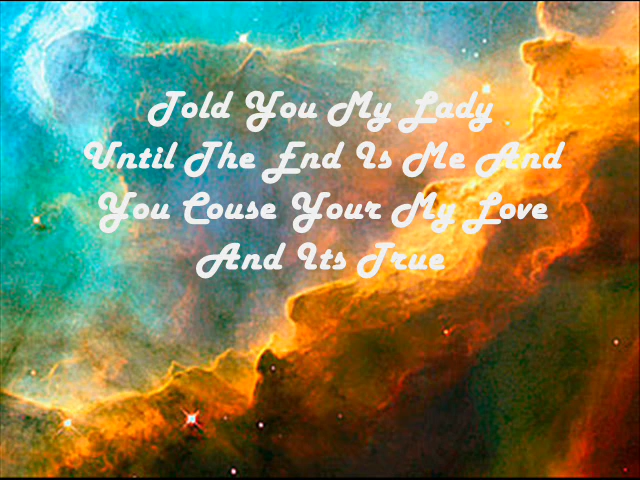 Told You My Lady
Until The End Is Me And
You Couse Your My Love
And Its True